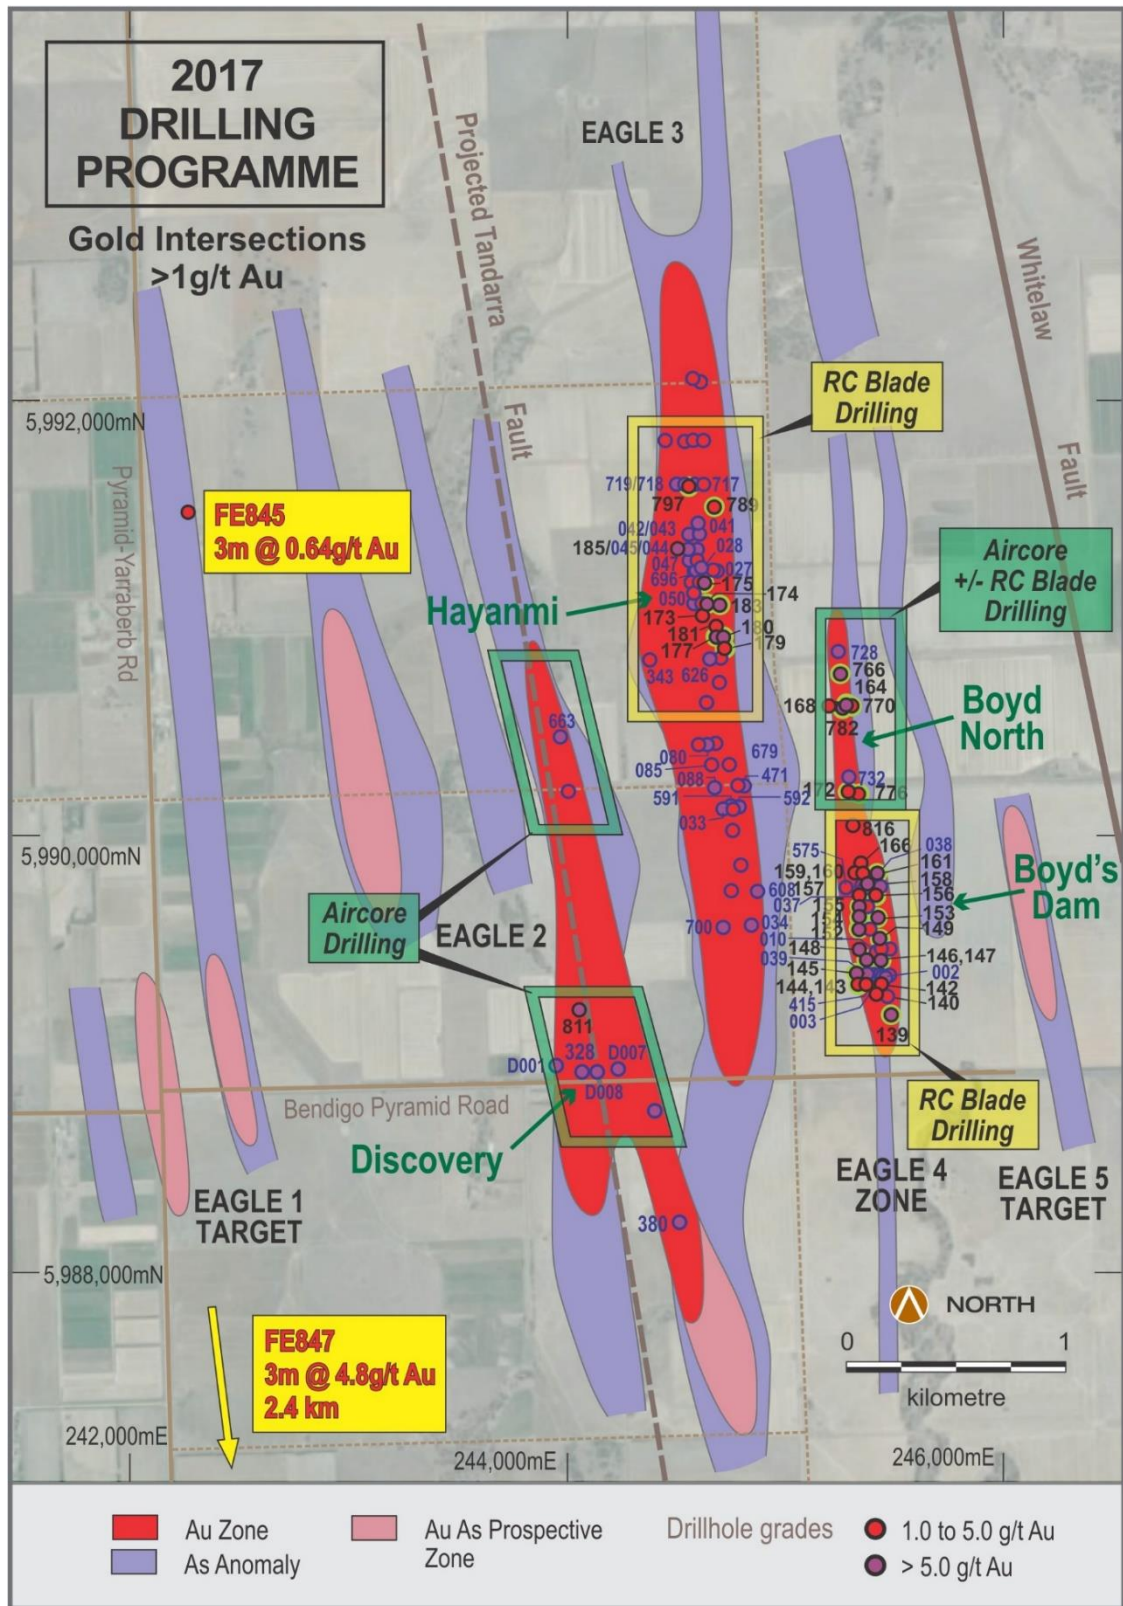 2017
DRILLING
PROGRAMME
Gold Intersections
>1g/t Au
EAGLE 3
Projected Tandarra
Fault
Whitelaw
Fault
RC Blade
Drilling
5,992,000mN
Pyramid-Yarraberb Rd
FE845
3m @ 0.64g/t Au
719/718
717
797
789
042/043
041
185/045/044
028
047
027
696
175
174
050
183
173
180
181
177
179
343
626
Hayanmi
Aircore
+/- RC Blade
Drilling
728
766
164
168
770
782
Boyd
North
732
172
776
663
080
679
085
088
471
591
592
033
608
700
034
5,990,000mN
816
166
575
038
159,160
161
157
158
037
156
155
154
153
152
149
010
148
146,147
039
145
002
144,143
142
415
140
003
139
Boyd's
Dam
Aircore
Drilling
EAGLE 2
811
328
D001
D007
D008
Bendigo Pyramid Road
Discovery
RC Blade
Drilling
EAGLE 1
TARGET
EAGLE 4
ZONE
EAGLE 5
TARGET
380
5,988,000mN
NORTH
0
1
kilometre
FE847
3m @ 4.8g/t Au
2.4 km
242,000mE
244,000mE
246,000mE
Au Zone
As Anomaly
Au As Prospective
Zone
Drillhole grades
1.0 to 5.0 g/t Au
> 5.0 g/t Au